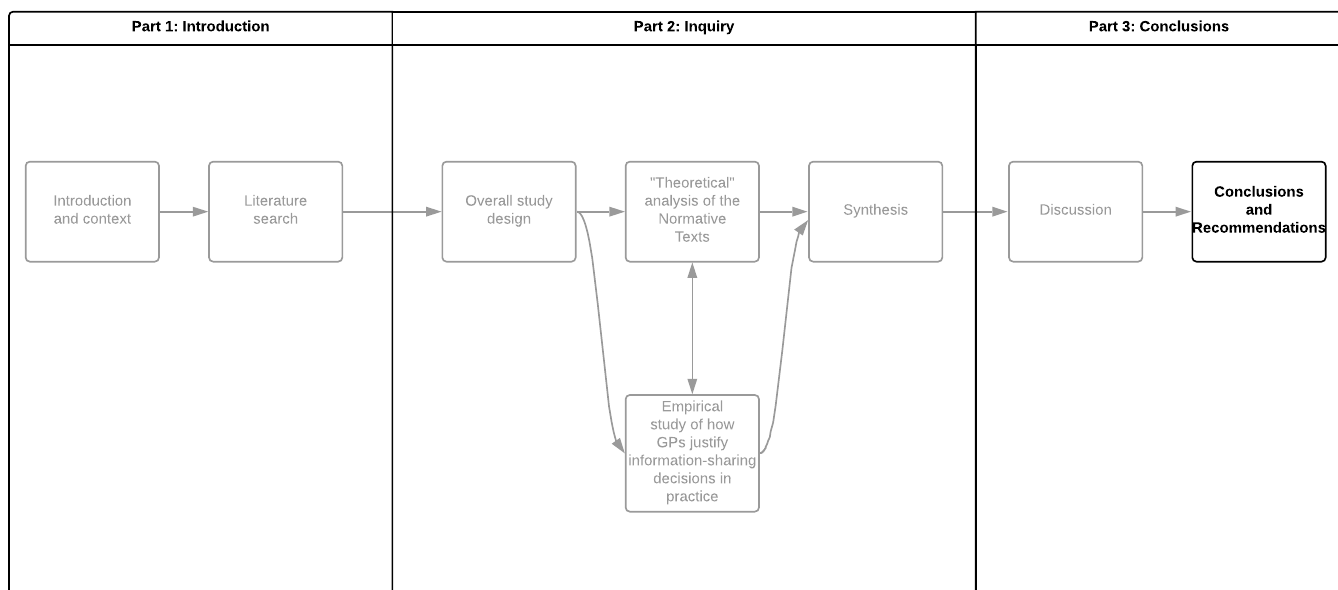 Part 1: Introduction
Part 2: Inquiry
Part 3: Conclusions
Introduction
and context
Literature
search
Overall study
design
"Theoretical"
analysis of the
Normative
Texts
Synthesis
Discussion
Conclusions
and
Recommendations
Empirical
study of how
GPs justify
information-sharing
decisions in
practice